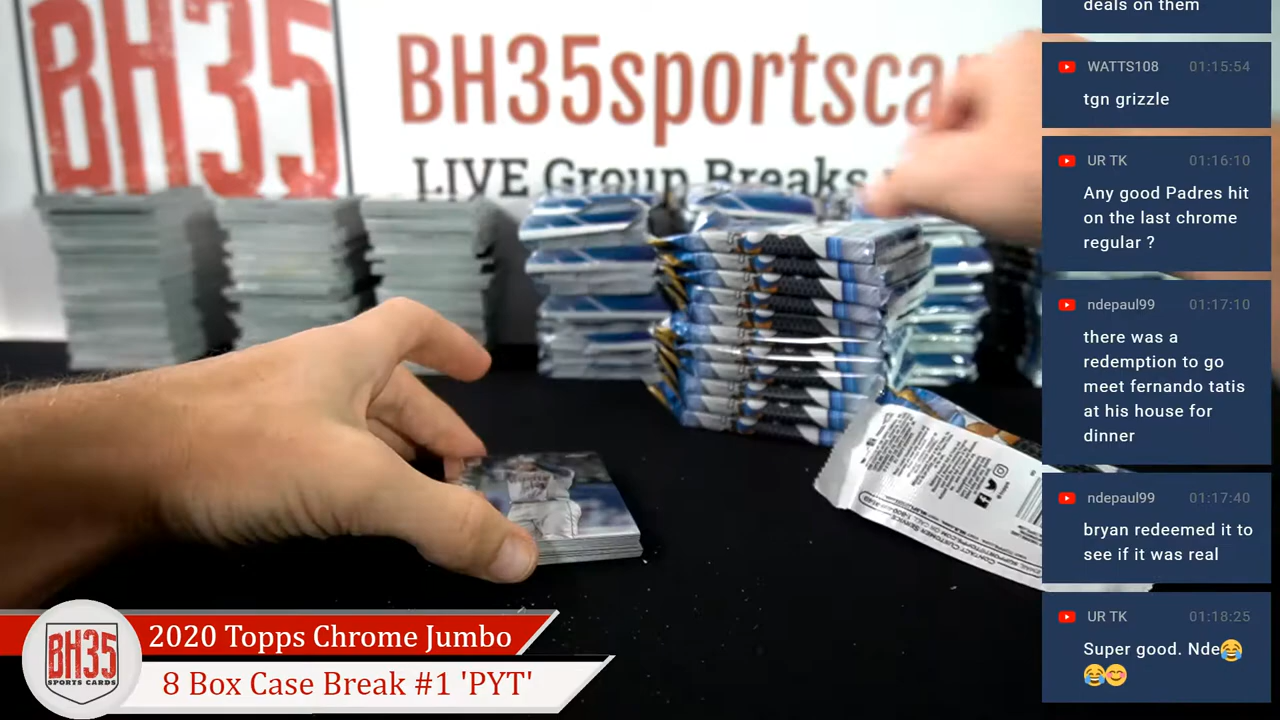 BH35
BH35sportsca
LIVE Group Breaks
deals on them
WATTS108 01:15:54
tgn grizzle
UR TK 01:16:10
Any good Padres hit
on the last chrome
regular ?
ndepaul99 01:17:10
there was a
redemption to go
meet fernando tatis
at his house for
dinner
ndepaul99 01:17:40
bryan redeemed it to
see if it was real
UR TK 01:18:25
Super good. Nde😂
😂😊
CONTACT CUSTOMER SERVICE
BH35
SPORTS CARDS
2020 Topps Chrome Jumbo
8 Box Case Break #1 'PYT'